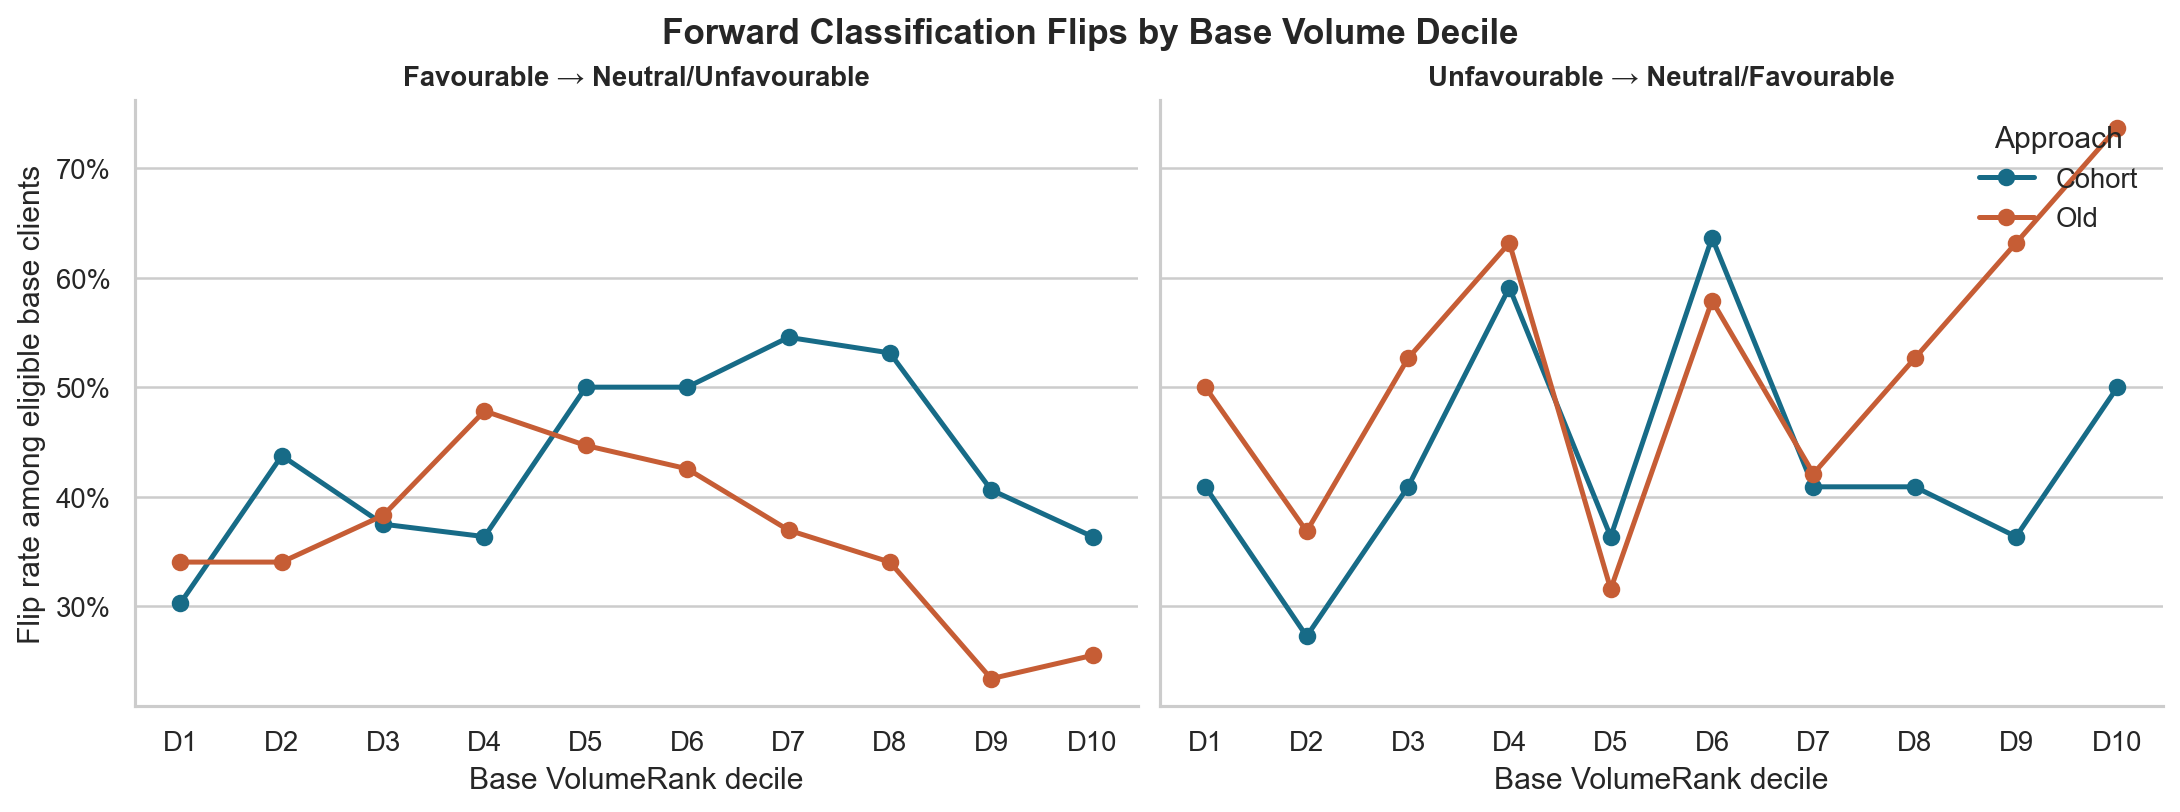 Forward Classification Flips by Base Volume Decile
Favourable → Neutral/Unfavourable
Unfavourable → Neutral/Favourable
Flip rate among eligible base clients
70%
60%
50%
40%
30%
Approach
Cohort
Old
D1 D2 D3 D4 D5 D6 D7 D8 D9 D10
D1 D2 D3 D4 D5 D6 D7 D8 D9 D10
Base VolumeRank decile
Base VolumeRank decile